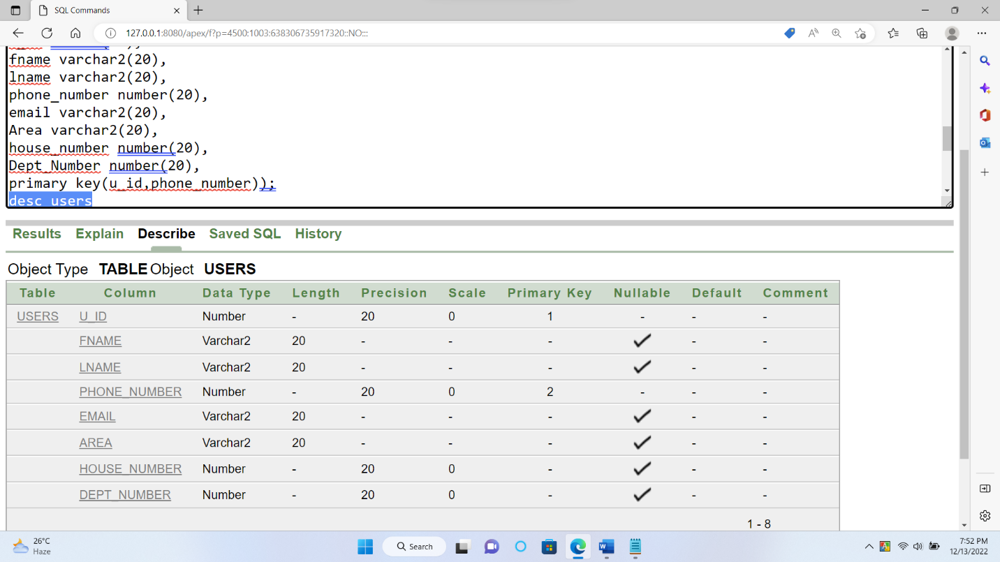 SQL Commands
127.0.0.1:8080/apex/f?p=4500:1003:638306735917320::NO:::
fname varchar2(20),
lname varchar2(20),
phone_number number(20),
email varchar2(20),
Area varchar2(20),
house_number number(20),
Dept_Number number(20),
primary key(u_id,phone_number));
desc users
Results Explain Describe Saved SQL History
Object Type TABLE Object USERS
Table Column Data Type Length Precision Scale Primary Key Nullable Default Comment
USERS U_ID Number - 20 0 1 - - -
FNAME Varchar2 20 - - - ✓ - -
LNAME Varchar2 20 - - - ✓ - -
PHONE_NUMBER Number - 20 0 2 - - -
EMAIL Varchar2 20 - - - ✓ - -
AREA Varchar2 20 - - - ✓ - -
HOUSE_NUMBER Number - 20 0 - ✓ - -
DEPT_NUMBER Number - 20 0 - ✓ - -
1 - 8
26°C
Haze
Search
7:52 PM
12/13/2022